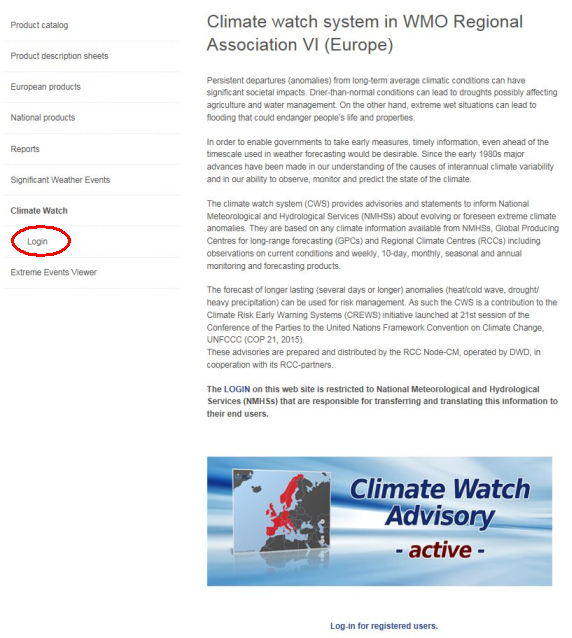 Product catalog
Product description sheets
European products
National products
Reports
Significant Weather Events
Climate Watch
Login
Extreme Events Viewer
Climate watch system in WMO Regional
Association VI (Europe)
Persistent departures (anomalies) from long-term average climatic conditions can have
significant societal impacts. Drier-than-normal conditions can lead to droughts possibly affecting
agriculture and water management. On the other hand, extreme wet situations can lead to
flooding that could endanger people's life and properties.
In order to enable governments to take early measures, timely information, even ahead of the
timescale used in weather forecasting would be desirable. Since the early 1980s major
advances have been made in our understanding of the causes of interannual climate variability
and in our ability to observe, monitor and predict the state of the climate.
The climate watch system (CWS) provides advisories and statements to inform National
Meteorological and Hydrological Services (NMHSs) about evolving or foreseen extreme climate
anomalies. They are based on any climate information available from NMHSs, Global Producing
Centres for long-range forecasting (GPCs) and Regional Climate Centres (RCCs) including
observations on current conditions and weekly, 10-day, monthly, seasonal and annual
monitoring and forecasting products.
The forecast of longer lasting (several days or longer) anomalies (heat/cold wave, drought/
heavy precipitation) can be used for risk management. As such the CWS is a contribution to the
Climate Risk Early Warning Systems (CREWS) initiative launched at 21st session of the
Conference of the Parties to the United Nations Framework Convention on Climate Change,
UNFCCC (COP 21, 2015).
These advisories are prepared and distributed by the RCC Node-CM, operated by DWD, in
cooperation with its RCC-partners.
The LOGIN on this web site is restricted to National Meteorological and Hydrological
Services (NMHSs) that are responsible for transferring and translating this information to
their end users.
Climate Watch
Advisory
- active -
Log-in for registered users.